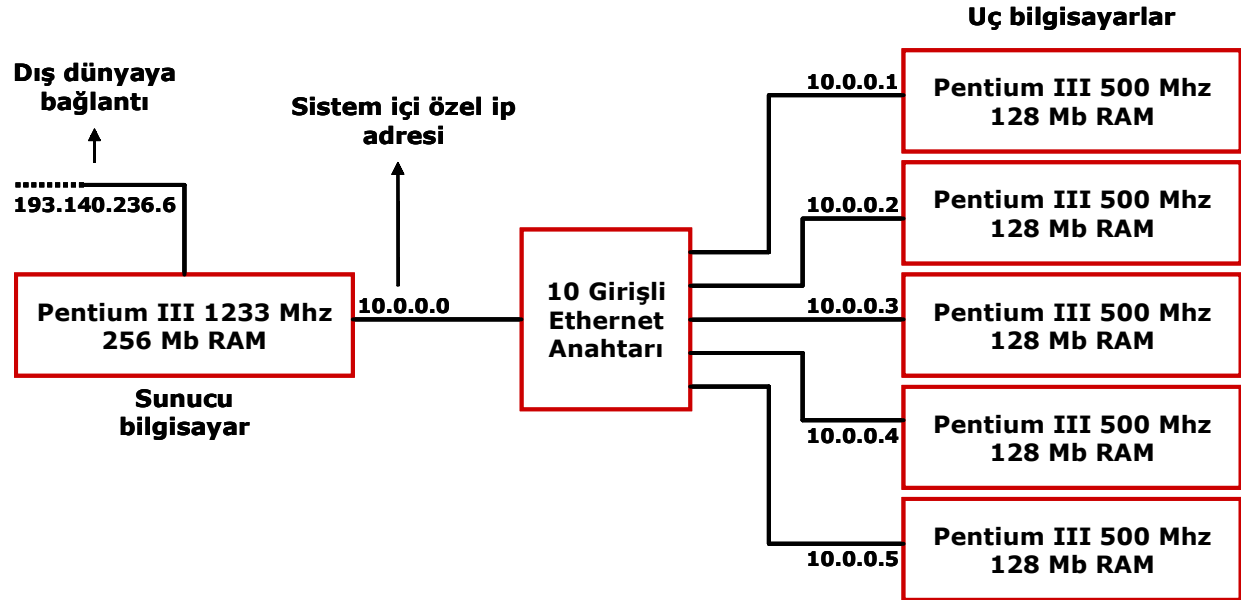 Uç bilgisayarlar
Dış dünyaya
bağlantı
193.140.236.6
Sistem içi özel ip
adresi
Pentium III 1233 Mhz
256 Mb RAM
Sunucu
bilgisayar
10.0.0.0
10 Girişli
Ethernet
Anahtarı
10.0.0.1
Pentium III 500 Mhz
128 Mb RAM
10.0.0.2
Pentium III 500 Mhz
128 Mb RAM
10.0.0.3
Pentium III 500 Mhz
128 Mb RAM
10.0.0.4
Pentium III 500 Mhz
128 Mb RAM
10.0.0.5
Pentium III 500 Mhz
128 Mb RAM